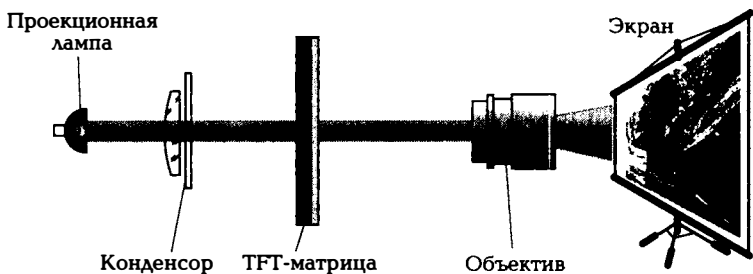 Проекционная
лампа
Экран
Конденсор
TFT-матрица
Объектив